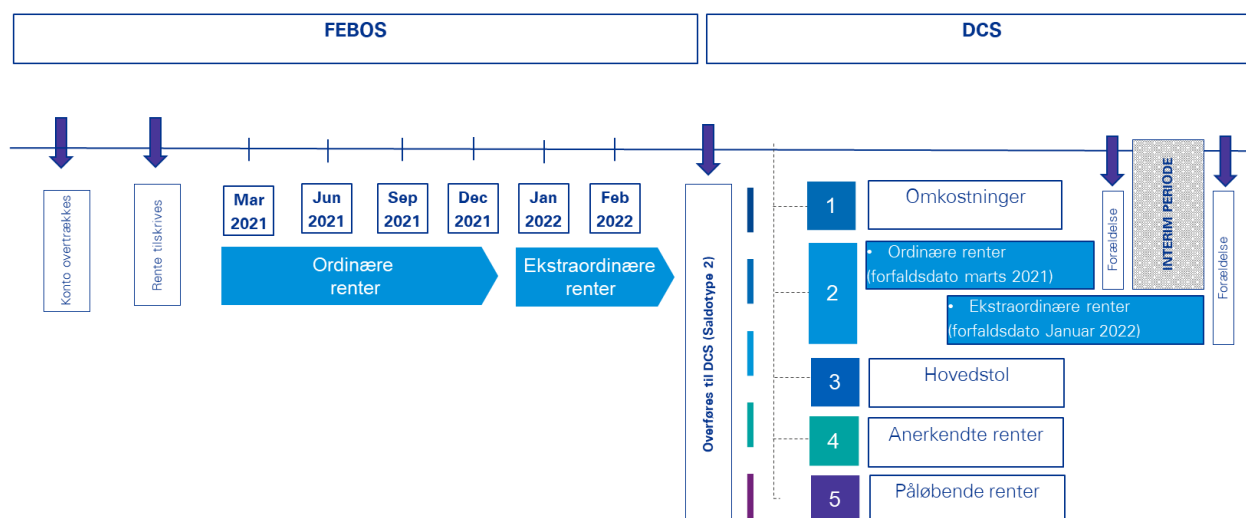 FEBOS
DCS
Konto overtrækkes
Rente tilskrives
Mar
2021
Jun
2021
Sep
2021
Dec
2021
Jan
2022
Feb
2022
Ordinære
renter
Ekstraordinære
renter
Overføres til DCS (Saldotype 2)
1
Omkostninger
2
• Ordinære renter
(forfaldsdato marts 2021)
• Ekstraordinære renter
(forfaldsdato Januar 2022)
3
Hovedstol
4
Anerkendte renter
5
Påløbende renter
Forældelse
INTERIM PERIODE
Forældelse